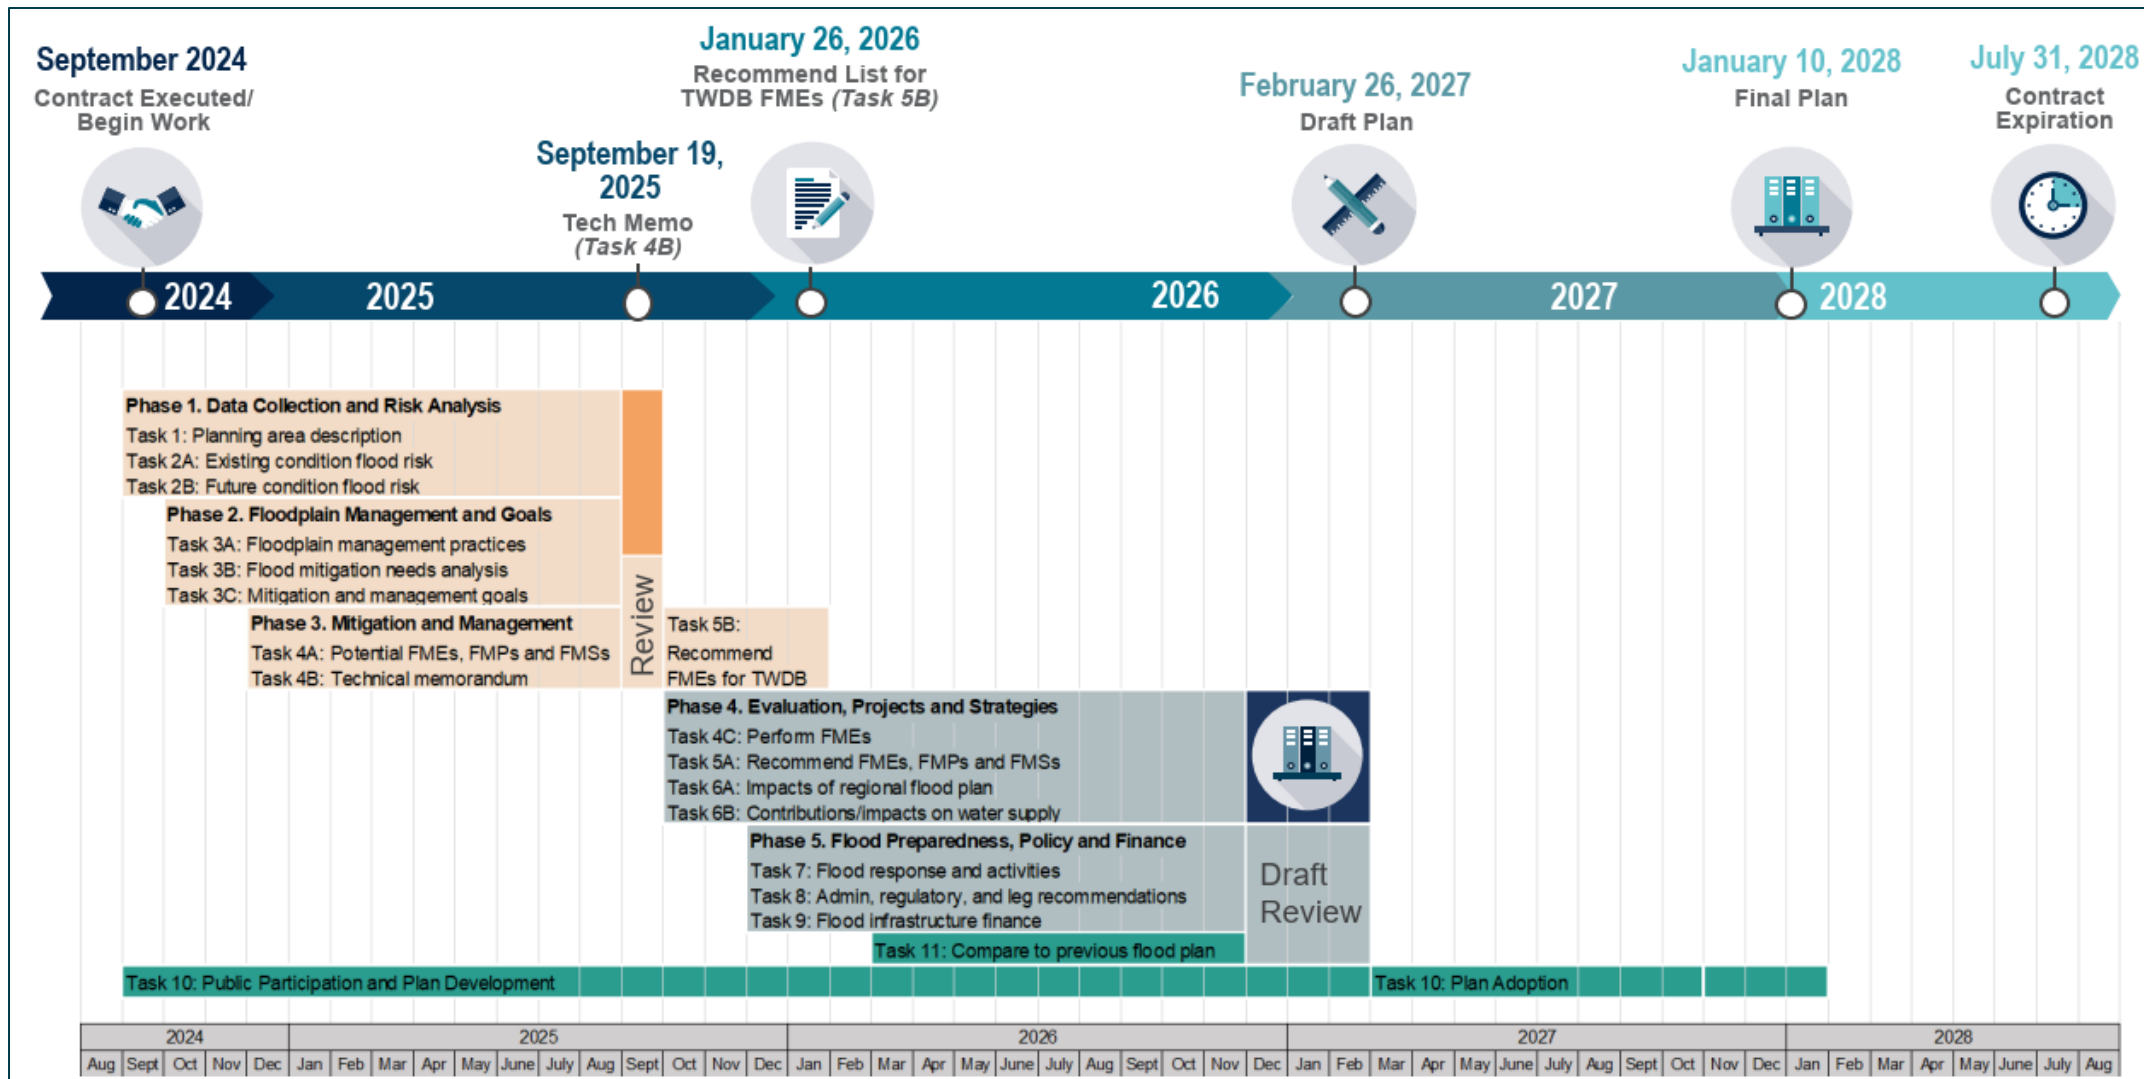 September 2024
Contract Executed/
Begin Work
September 19,
2025
Tech Memo
(Task 4B)
January 26, 2026
Recommend List for
TWDB FMEs (Task 5B)
February 26, 2027
Draft Plan
January 10, 2028
Final Plan
July 31, 2028
Contract
Expiration
2024 2025 2026 2027 2028
Phase 1. Data Collection and Risk Analysis
Task 1: Planning area description
Task 2A: Existing condition flood risk
Task 2B: Future condition flood risk
Phase 2. Floodplain Management and Goals
Task 3A: Floodplain management practices
Task 3B: Flood mitigation needs analysis
Task 3C: Mitigation and management goals
Phase 3. Mitigation and Management
Task 4A: Potential FMEs, FMPs and FMSs
Task 4B: Technical memorandum
Review
Task 5B:
Recommend
FMEs for TWDB
Phase 4. Evaluation, Projects and Strategies
Task 4C: Perform FMEs
Task 5A: Recommend FMEs, FMPs and FMSs
Task 6A: Impacts of regional flood plan
Task 6B: Contributions/impacts on water supply
Phase 5. Flood Preparedness, Policy and Finance
Task 7: Flood response and activities
Task 8: Admin, regulatory, and leg recommendations
Task 9: Flood infrastructure finance
Draft
Review
Task 11: Compare to previous flood plan
Task 10: Public Participation and Plan Development
Task 10: Plan Adoption
2024 2025 2026 2027 2028
Aug Sept Oct Nov Dec Jan Feb Mar Apr May June July Aug Sept Oct Nov Dec Jan Feb Mar Apr May June July Aug Sept Oct Nov Dec Jan Feb Mar Apr May June July Aug Sept Oct Nov Dec Jan Feb Mar Apr May June July Aug